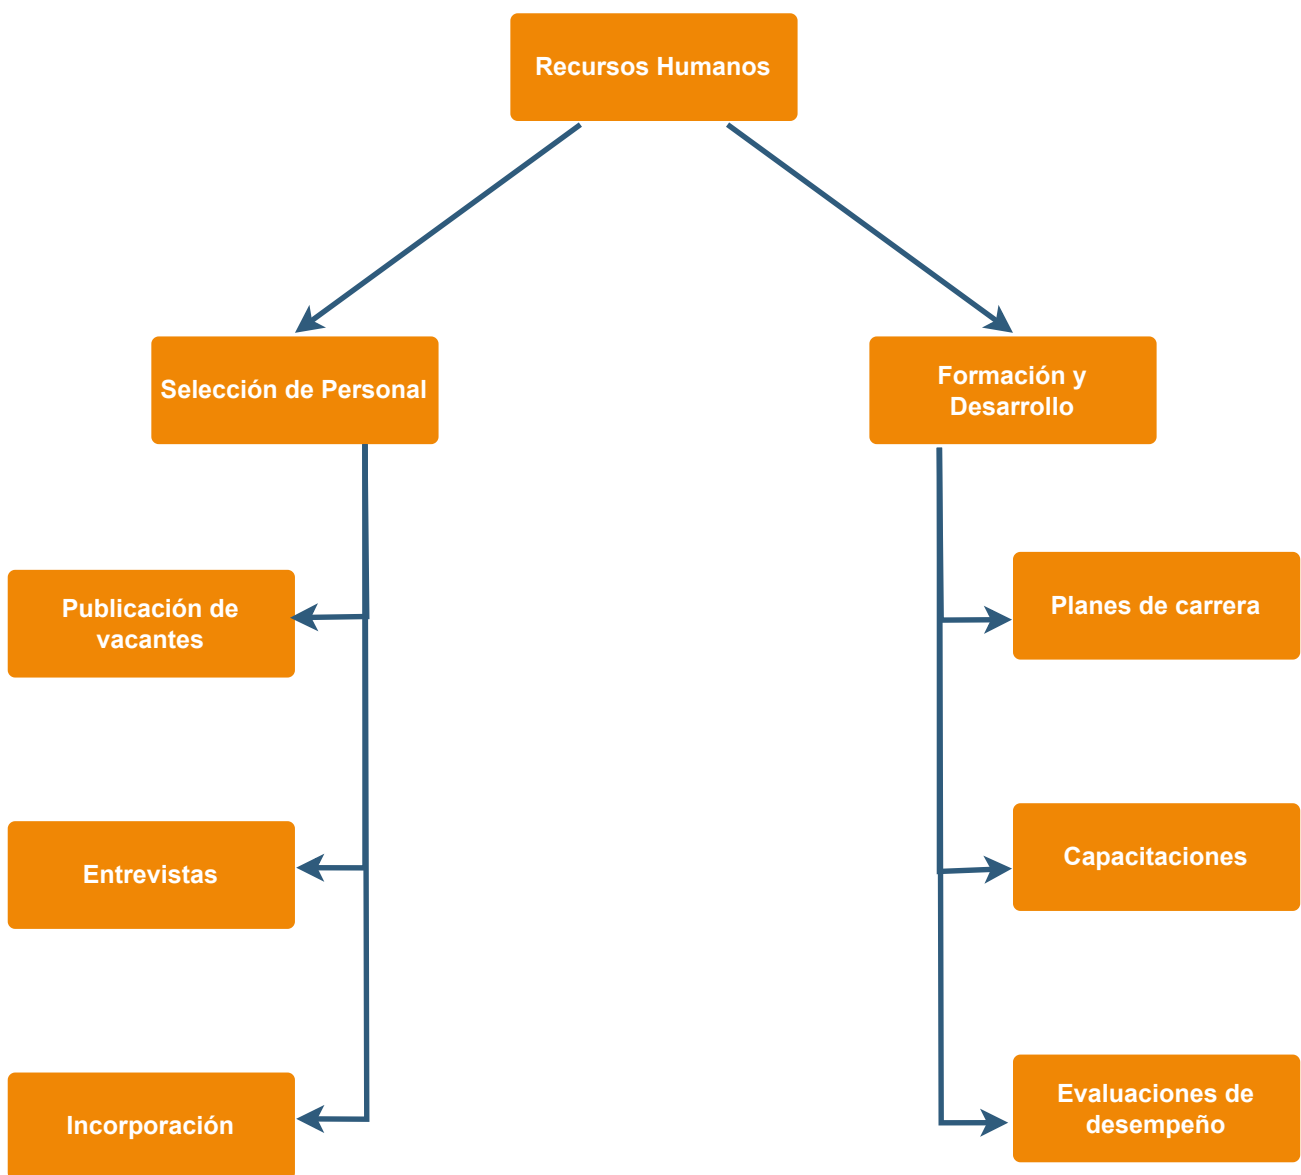 Recursos Humanos
Selección de Personal
Formación y
Desarrollo
Publicación de
vacantes
Planes de carrera
Entrevistas
Capacitaciones
Incorporación
Evaluaciones de
desempeño